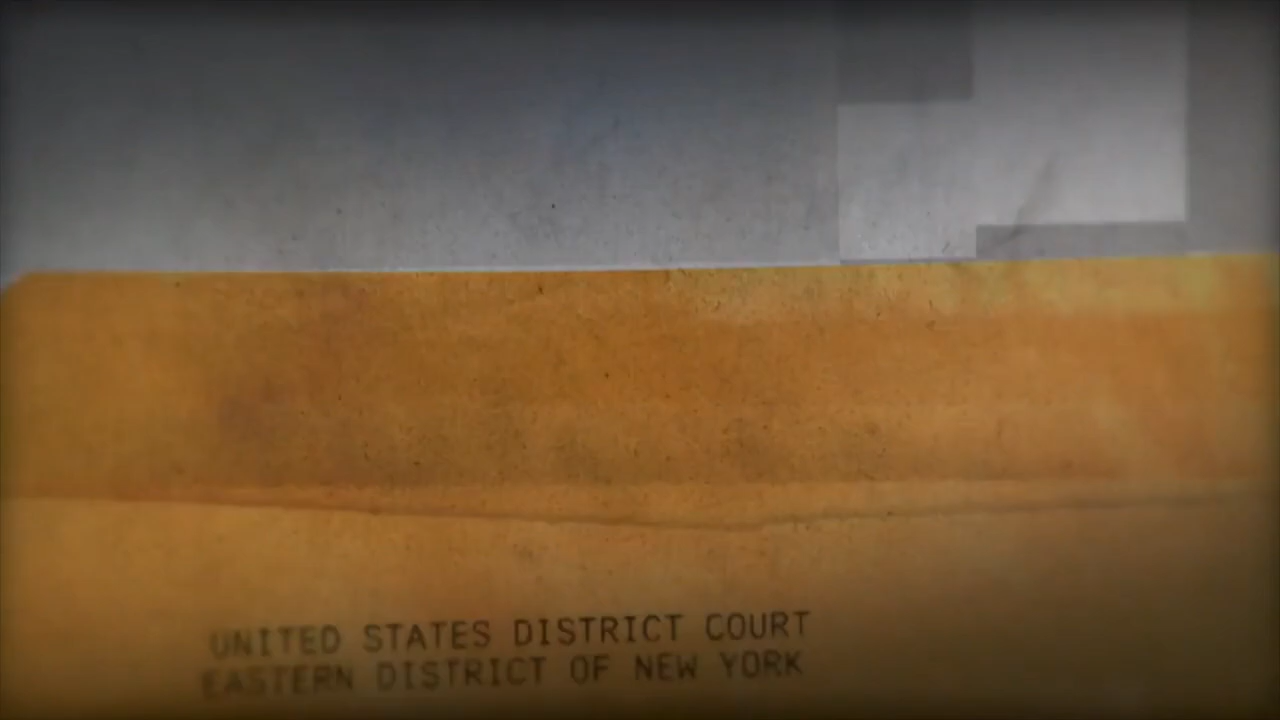 UNITED STATES DISTRICT COURT
EASTERN DISTRICT OF NEW YORK